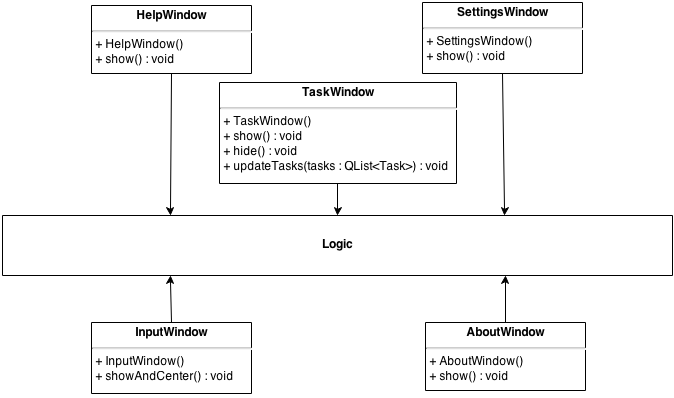 HelpWindow
+ HelpWindow()
+ show() : void
SettingsWindow
+ SettingsWindow()
+ show() : void
TaskWindow
+ TaskWindow()
+ show() : void
+ hide() : void
+ updateTasks(tasks : QList<Task>) : void
Logic
InputWindow
+ InputWindow()
+ showAndCenter() : void
AboutWindow
+ AboutWindow()
+ show() : void